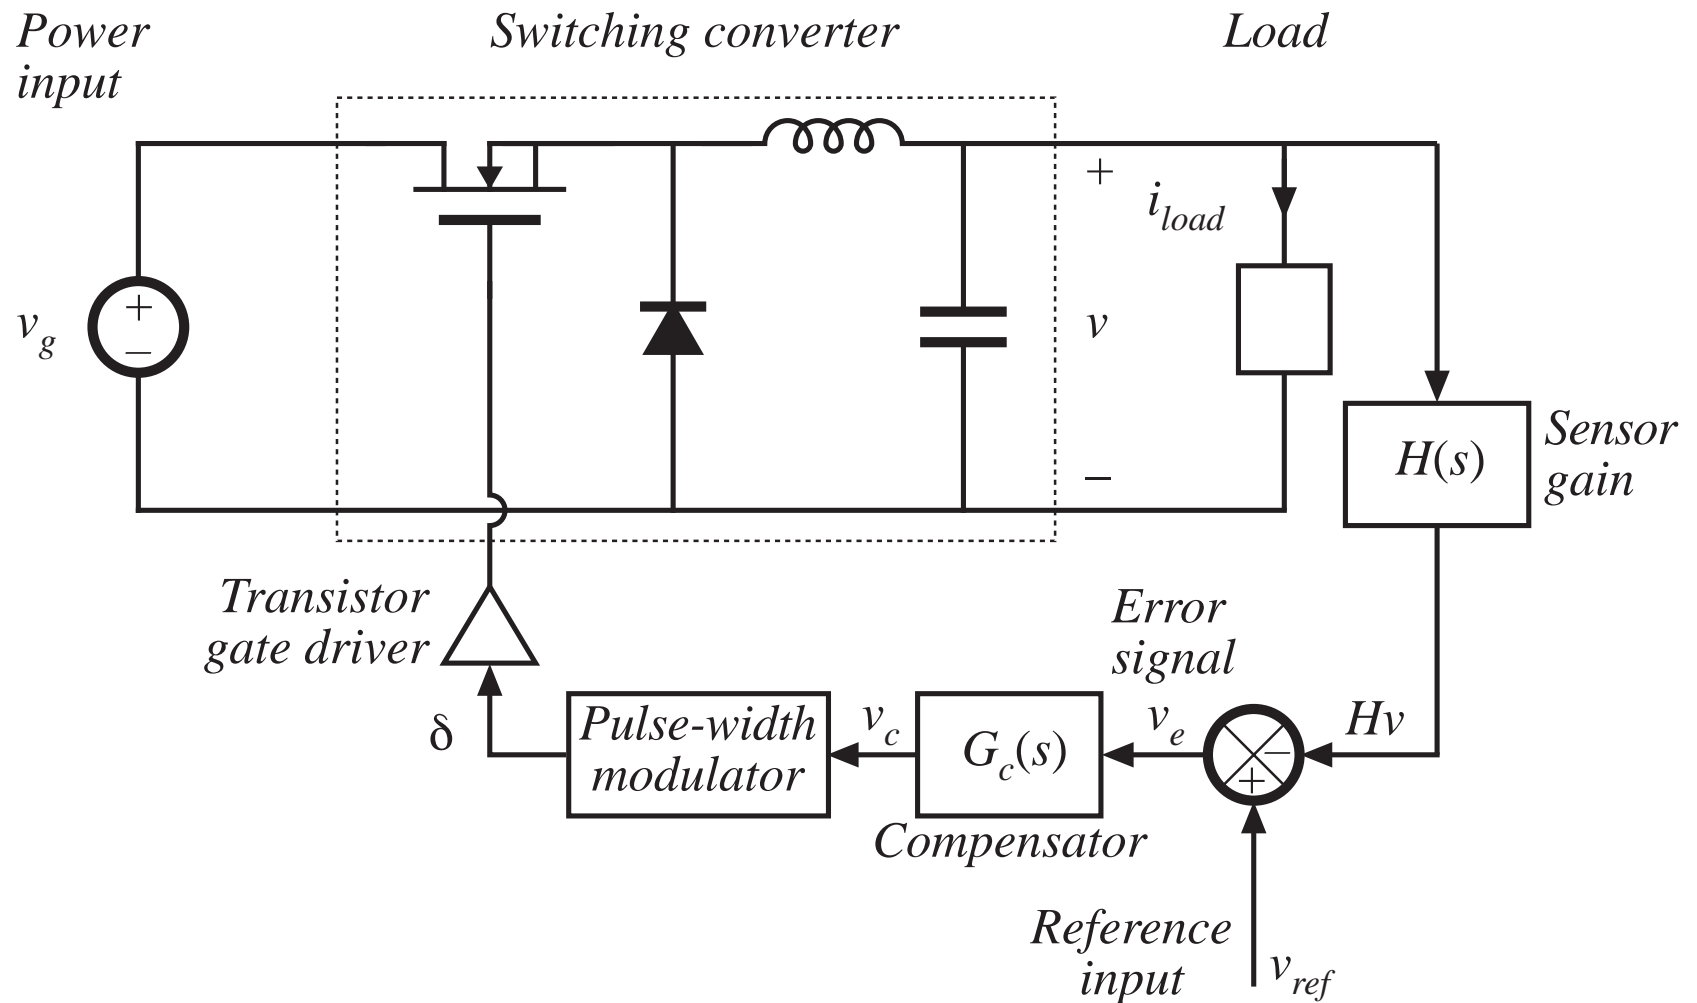 Power
input
Switching converter
Load
+
i_load
v_g
+
–
v
–
H(s)
Sensor
gain
Transistor
gate driver
Error
signal
δ
Pulse-width
modulator
v_c
G_c(s)
v_e
–
+
Hv
Compensator
Reference
input
v_ref